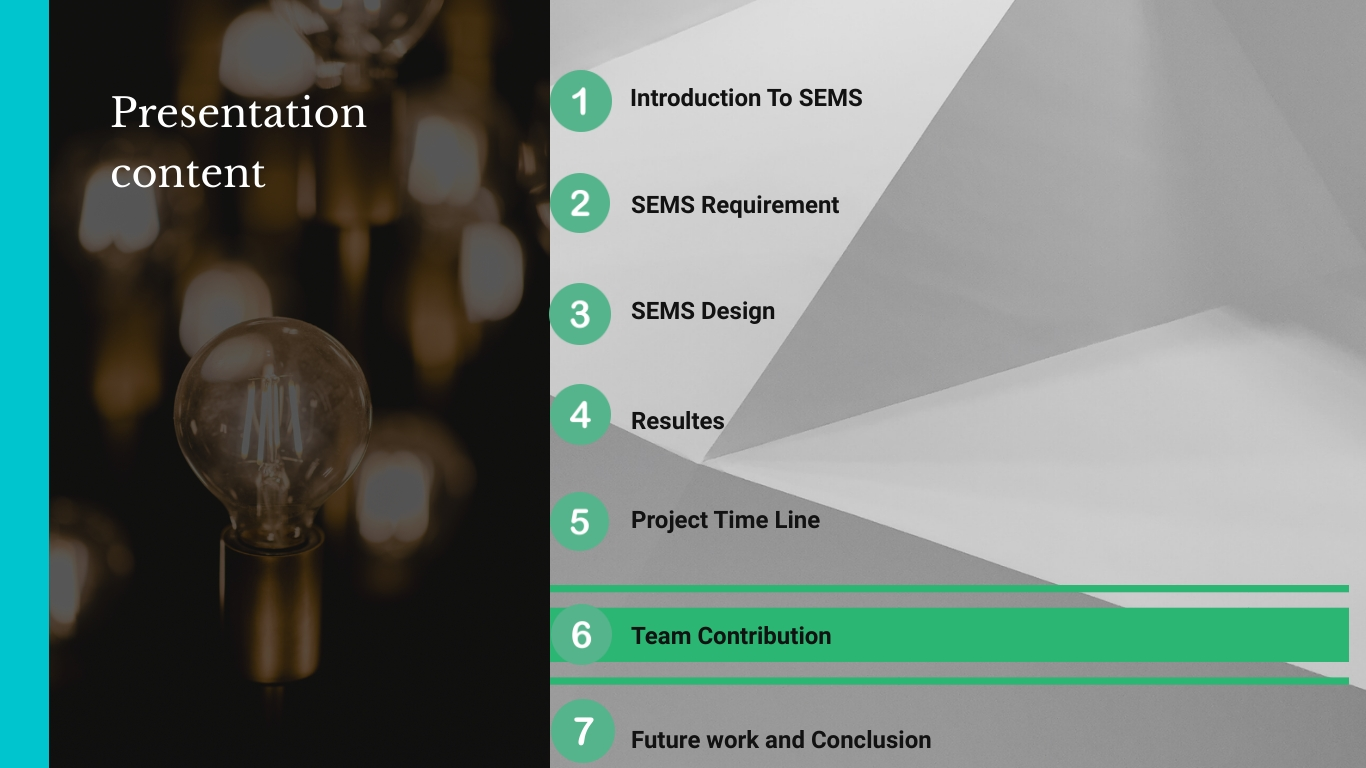 Presentation
content
1 Introduction To SEMS
2 SEMS Requirement
3 SEMS Design
4 Resultes
5 Project Time Line
6 Team Contribution
7 Future work and Conclusion